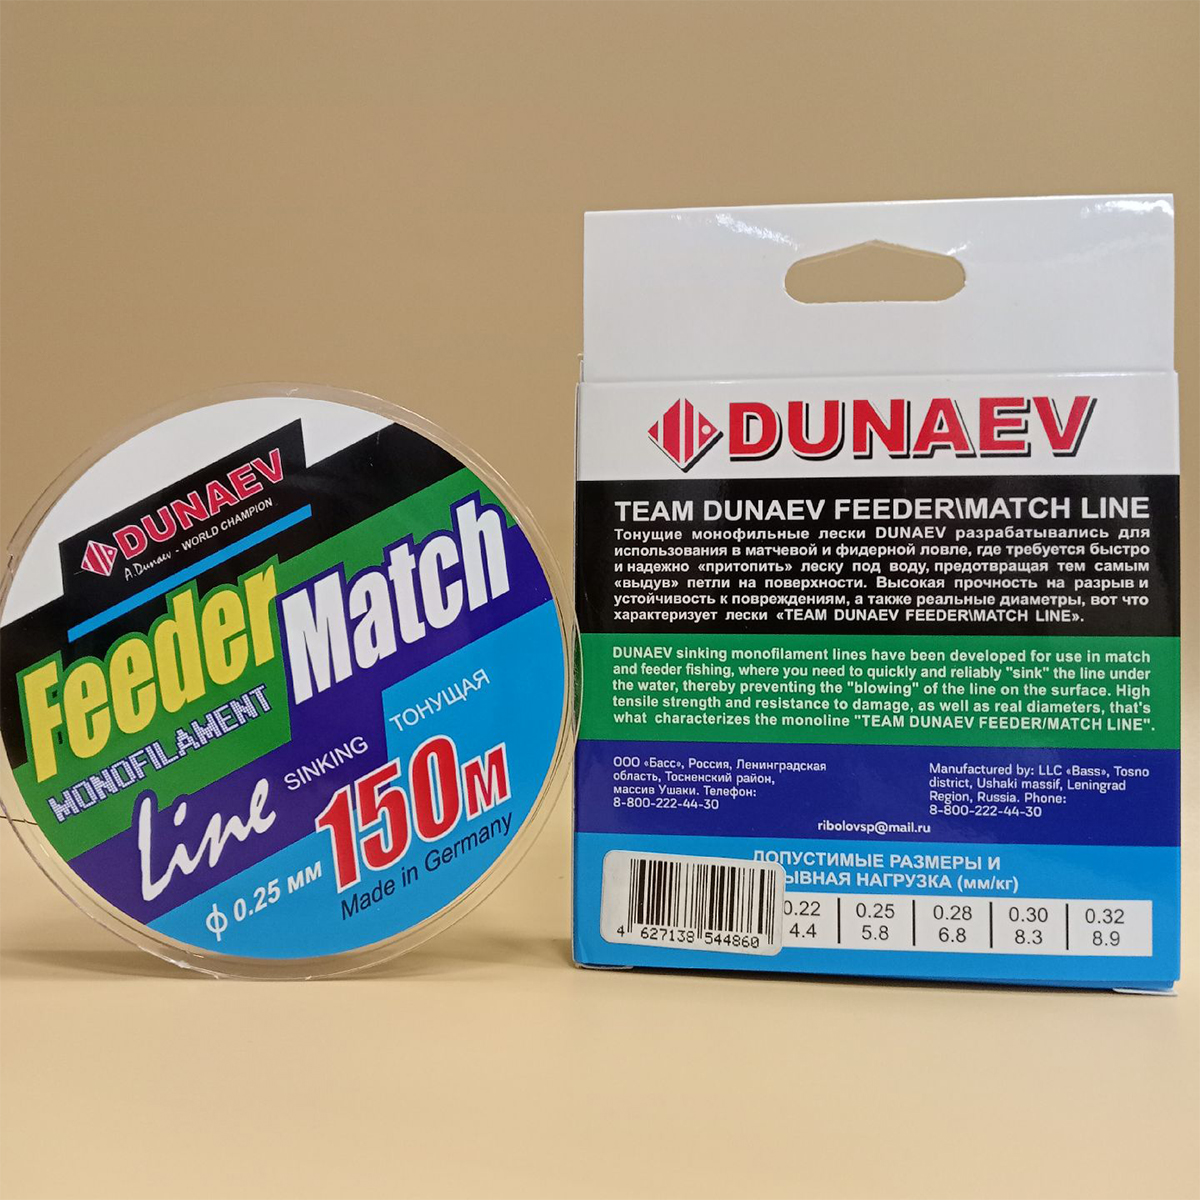 DUNAEV
A.Dunaev - WORLD CHAMPION
Feeder
Match
MONOFILAMENT
Line
SINKING
ТОНУЩАЯ
ф 0.25 мм
150м
Made in Germany
DUNAEV
TEAM DUNAEV FEEDER\MATCH LINE
Тонущие монофильные лески DUNAEV разрабатывались для
использования в матчевой и фидерной ловле, где требуется быстро
и надежно «притопить» леску под воду, предотвращая тем самым
«выдув» петли на поверхности. Высокая прочность на разрыв и
устойчивость к повреждениям, а также реальные диаметры, вот что
характеризует лески «TEAM DUNAEV FEEDER\MATCH LINE».
DUNAEV sinking monofilament lines have been developed for use in match
and feeder fishing, where you need to quickly and reliably "sink" the line under
the water, thereby preventing the "blowing" of the line on the surface. High
tensile strength and resistance to damage, as well as real diameters, that's
what characterizes the monoline "TEAM DUNAEV FEEDER/MATCH LINE".
ООО «Басс», Россия, Ленинградская
область, Тосненский район,
массив Ушаки. Телефон:
8-800-222-44-30
Manufactured by: LLC «Bass», Tosno
district, Ushaki massif, Leningrad
Region, Russia. Phone:
8-800-222-44-30
ribolovsp@mail.ru
ДОПУСТИМЫЕ РАЗМЕРЫ И
ЫВНАЯ НАГРУЗКА (мм/кг)
0.22 0.25 0.28 0.30 0.32
4.4 5.8 6.8 8.3 8.9
4 627138 544860